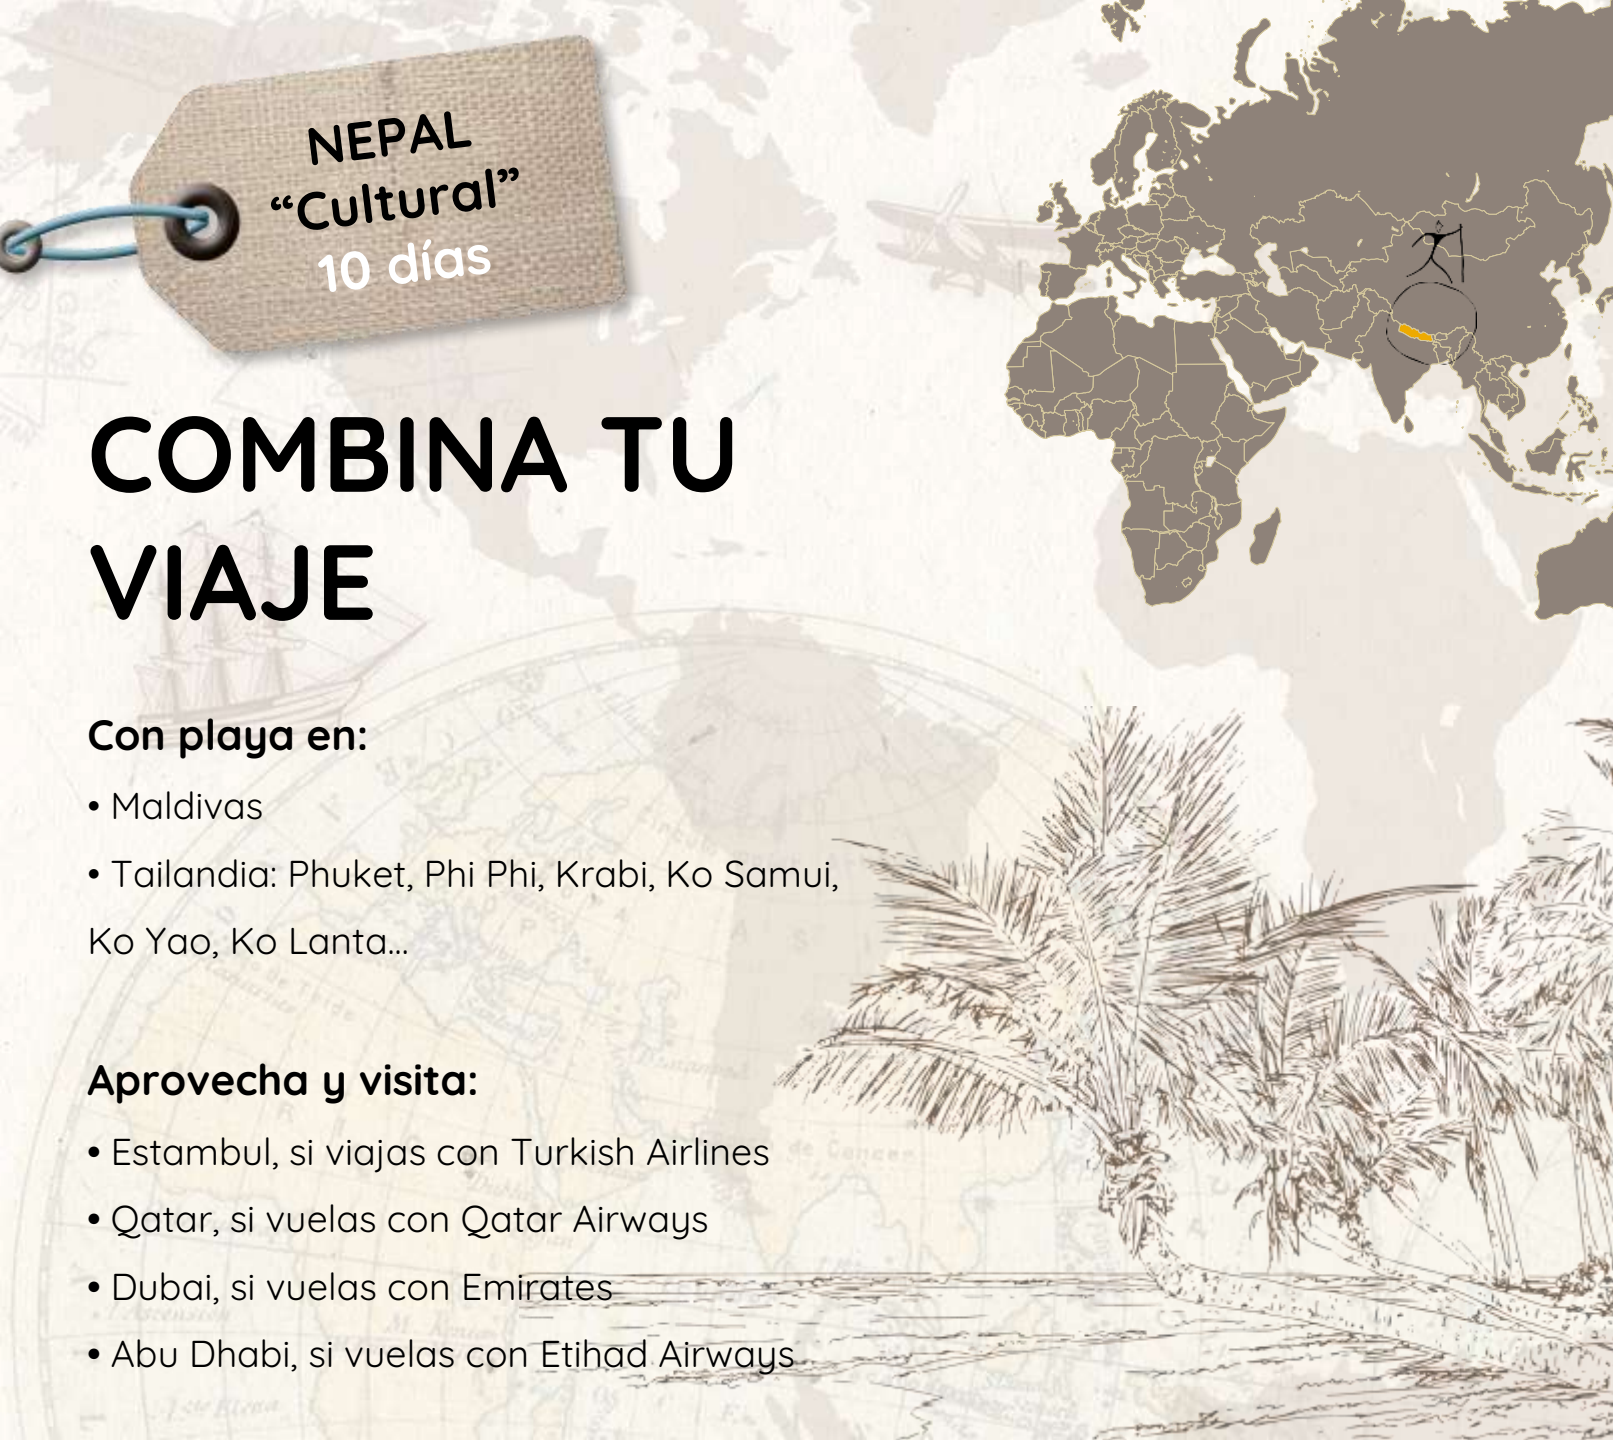 NEPAL
“Cultural”
10 días
COMBINA TU
VIAJE
Con playa en:
• Maldivas
• Tailandia: Phuket, Phi Phi, Krabi, Ko Samui,
Ko Yao, Ko Lanta...
Aprovecha y visita:
• Estambul, si viajas con Turkish Airlines
• Qatar, si vuelas con Qatar Airways
• Dubai, si vuelas con Emirates
• Abu Dhabi, si vuelas con Etihad Airways